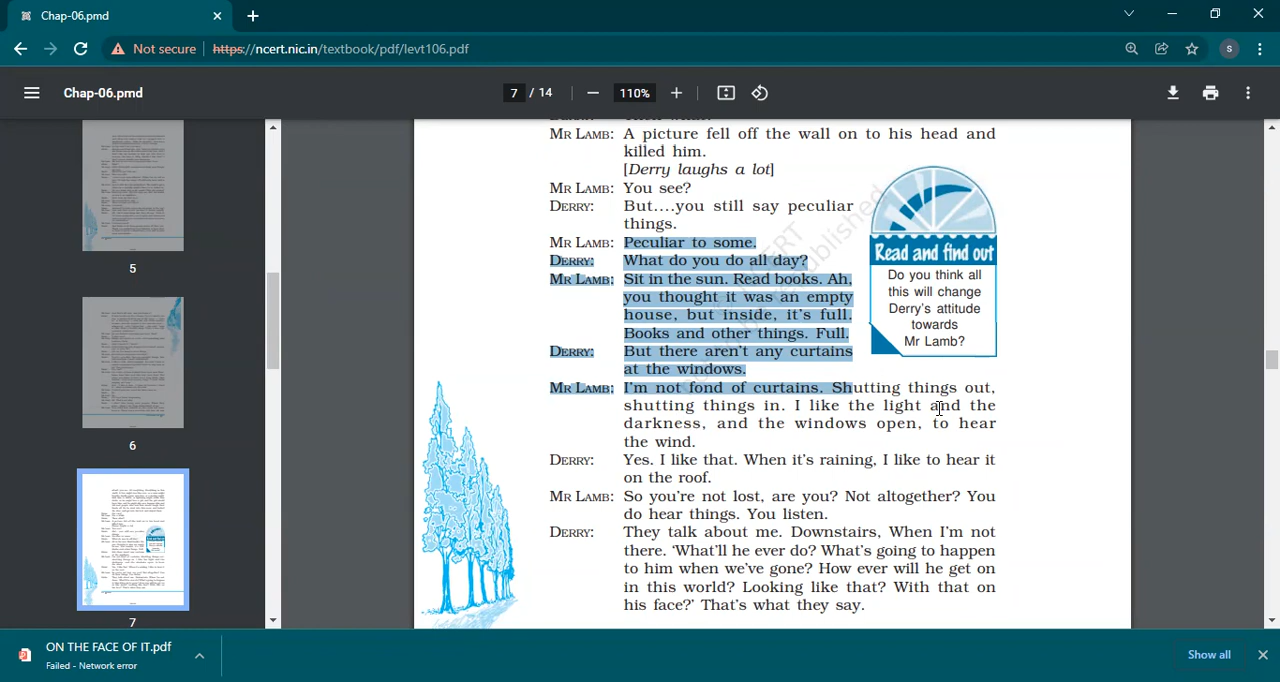 Chap-06.pmd
Not secure https://ncert.nic.in/textbook/pdf/levt106.pdf
S
Chap-06.pmd
7 / 14
110%
5
6
7
MR LAMB: A picture fell off the wall on to his head and
killed him.
[Derry laughs a lot]
MR LAMB: You see?
DERRY: But....you still say peculiar
things.
MR LAMB: Peculiar to some.
DERRY: What do you do all day?
MR LAMB: Sit in the sun. Read books. Ah,
you thought it was an empty
house, but inside, it's full.
Books and other things. Full.
DERRY: But there aren't any curtains
at the windows.
MR LAMB: I'm not fond of curtains. Shutting things out,
shutting things in. I like the light and the
darkness, and the windows open, to hear
the wind.
DERRY: Yes. I like that. When it's raining, I like to hear it
on the roof.
MR LAMB: So you're not lost, are you? Not altogether? You
do hear things. You listen.
DERRY: They talk about me. Downstairs, When I'm not
there. 'What'll he ever do? What's going to happen
to him when we've gone? How ever will he get on
in this world? Looking like that? With that on
his face?' That's what they say.
Read and find out
Do you think all
this will change
Derry's attitude
towards
Mr Lamb?
ON THE FACE OF IT.pdf
Failed - Network error
Show all